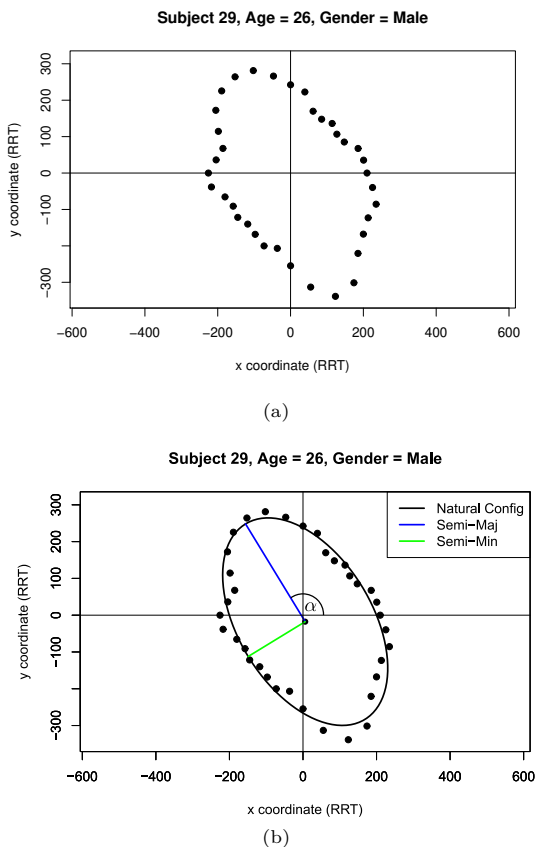 Subject 29, Age = 26, Gender = Male
300
200
100
0
−100
−300
y coordinate (RRT)
−600 −400 −200 0 200 400 600
x coordinate (RRT)
(a)
Subject 29, Age = 26, Gender = Male
Natural Config
Semi−Maj
Semi−Min
α
300
200
100
0
−100
−300
y coordinate (RRT)
−600 −400 −200 0 200 400 600
x coordinate (RRT)
(b)